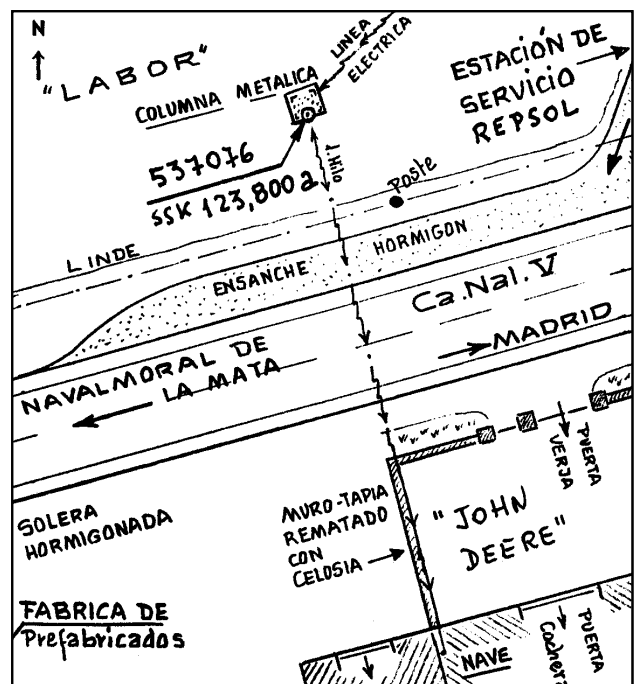 N
"LABOR"
LINEA
ELECTRICA
ESTACIÓN DE
SERVICIO
REPSOL
COLUMNA METALICA
537076
SSK 123,800a
J. Hilo
Poste
LINDE
ENSANCHE HORMIGON
Ca. Nal. V
MADRID
NAVALMORAL DE
LA MATA
PUERTA
VERJA
SOLERA
HORMIGONADA
MURO-TAPIA
REMATADO
CON
CELOSIA
"JOHN
DEERE"
FABRICA DE
Prefabricados
NAVE
PUERTA
Cochera